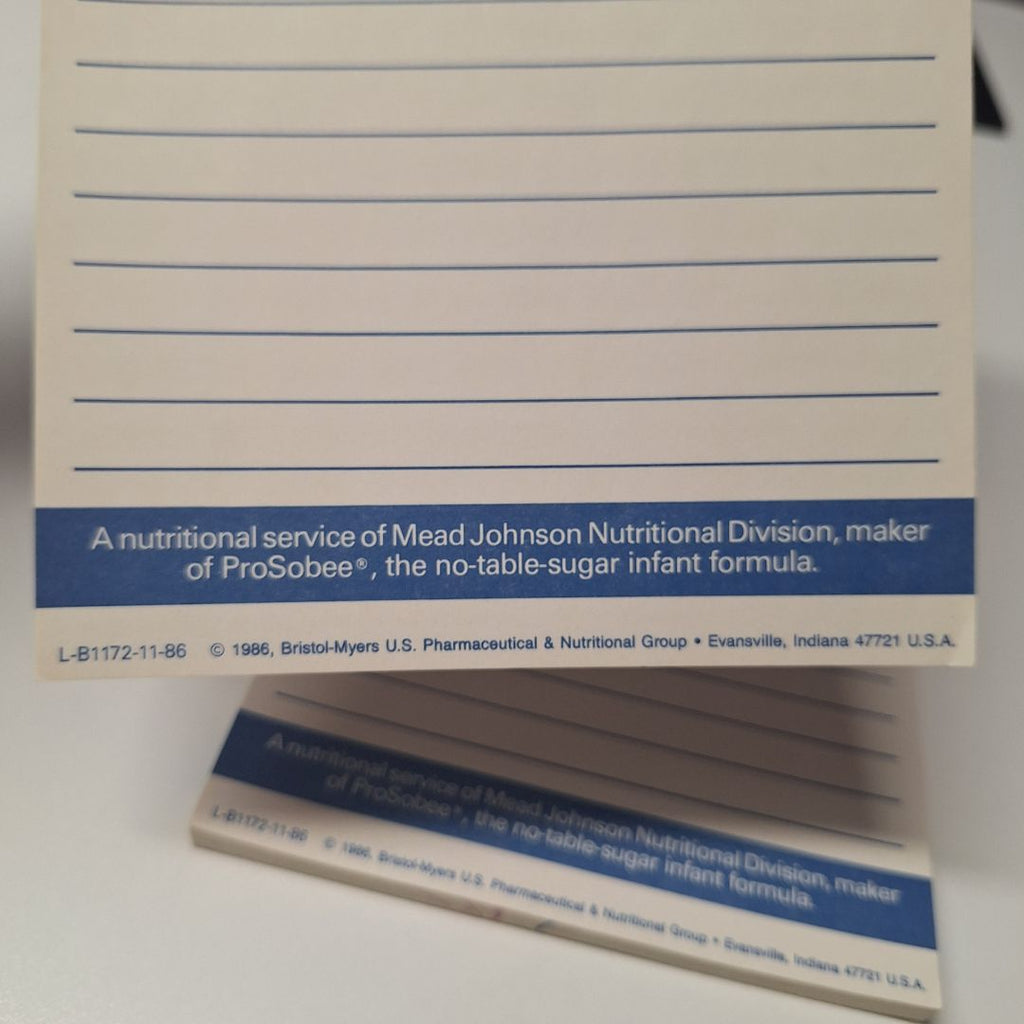 A nutritional service of Mead Johnson Nutritional Division, maker
of ProSobee®, the no-table-sugar infant formula.
L-B1172-11-86 © 1986, Bristol-Myers U.S. Pharmaceutical & Nutritional Group • Evansville, Indiana 47721 U.S.A.
A nutritional service of Mead Johnson Nutritional Division, maker
of ProSobee®, the no-table-sugar infant formula.
L-B1172-11-86 © 1986, Bristol-Myers U.S. Pharmaceutical & Nutritional Group • Evansville, Indiana 47721 U.S.A.